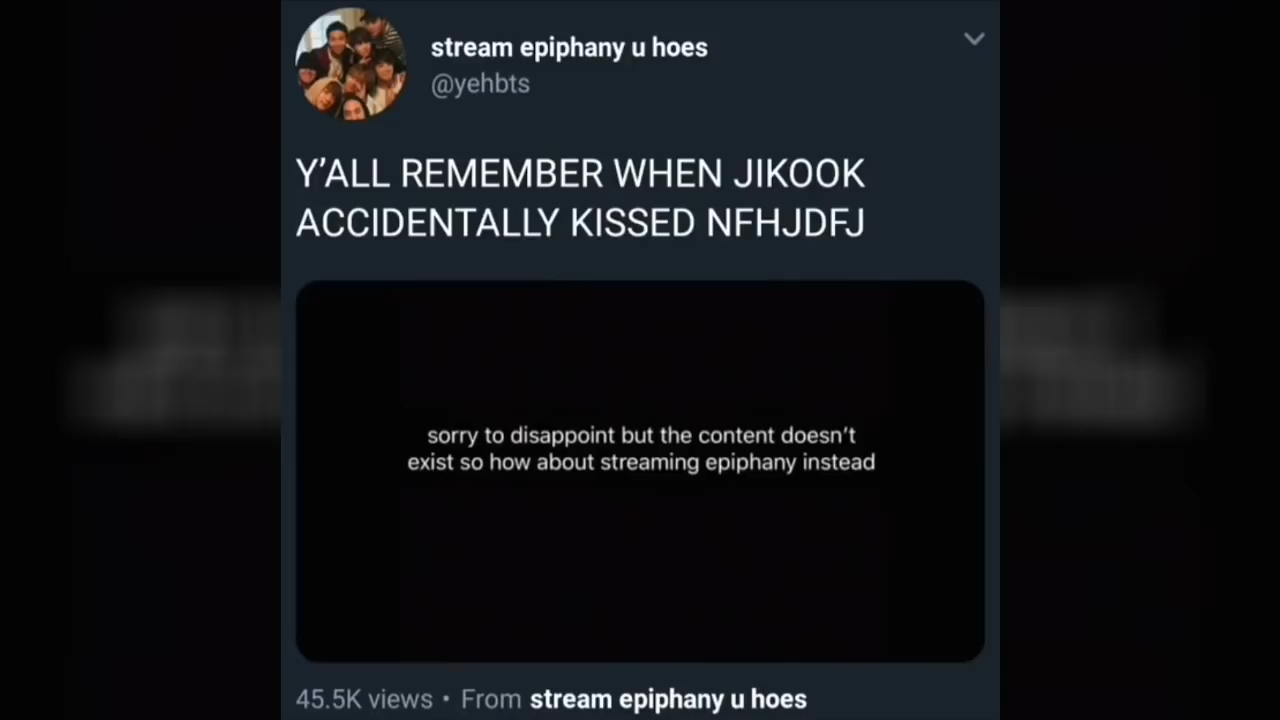 stream epiphany u hoes
@yehbts
Y’ALL REMEMBER WHEN JIKOOK
ACCIDENTALLY KISSED NFHJDFJ
sorry to disappoint but the content doesn’t
exist so how about streaming epiphany instead
45.5K views • From stream epiphany u hoes